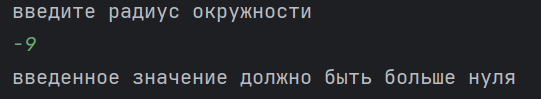 введите радиус окружности
-9
введенное значение должно быть больше нуля